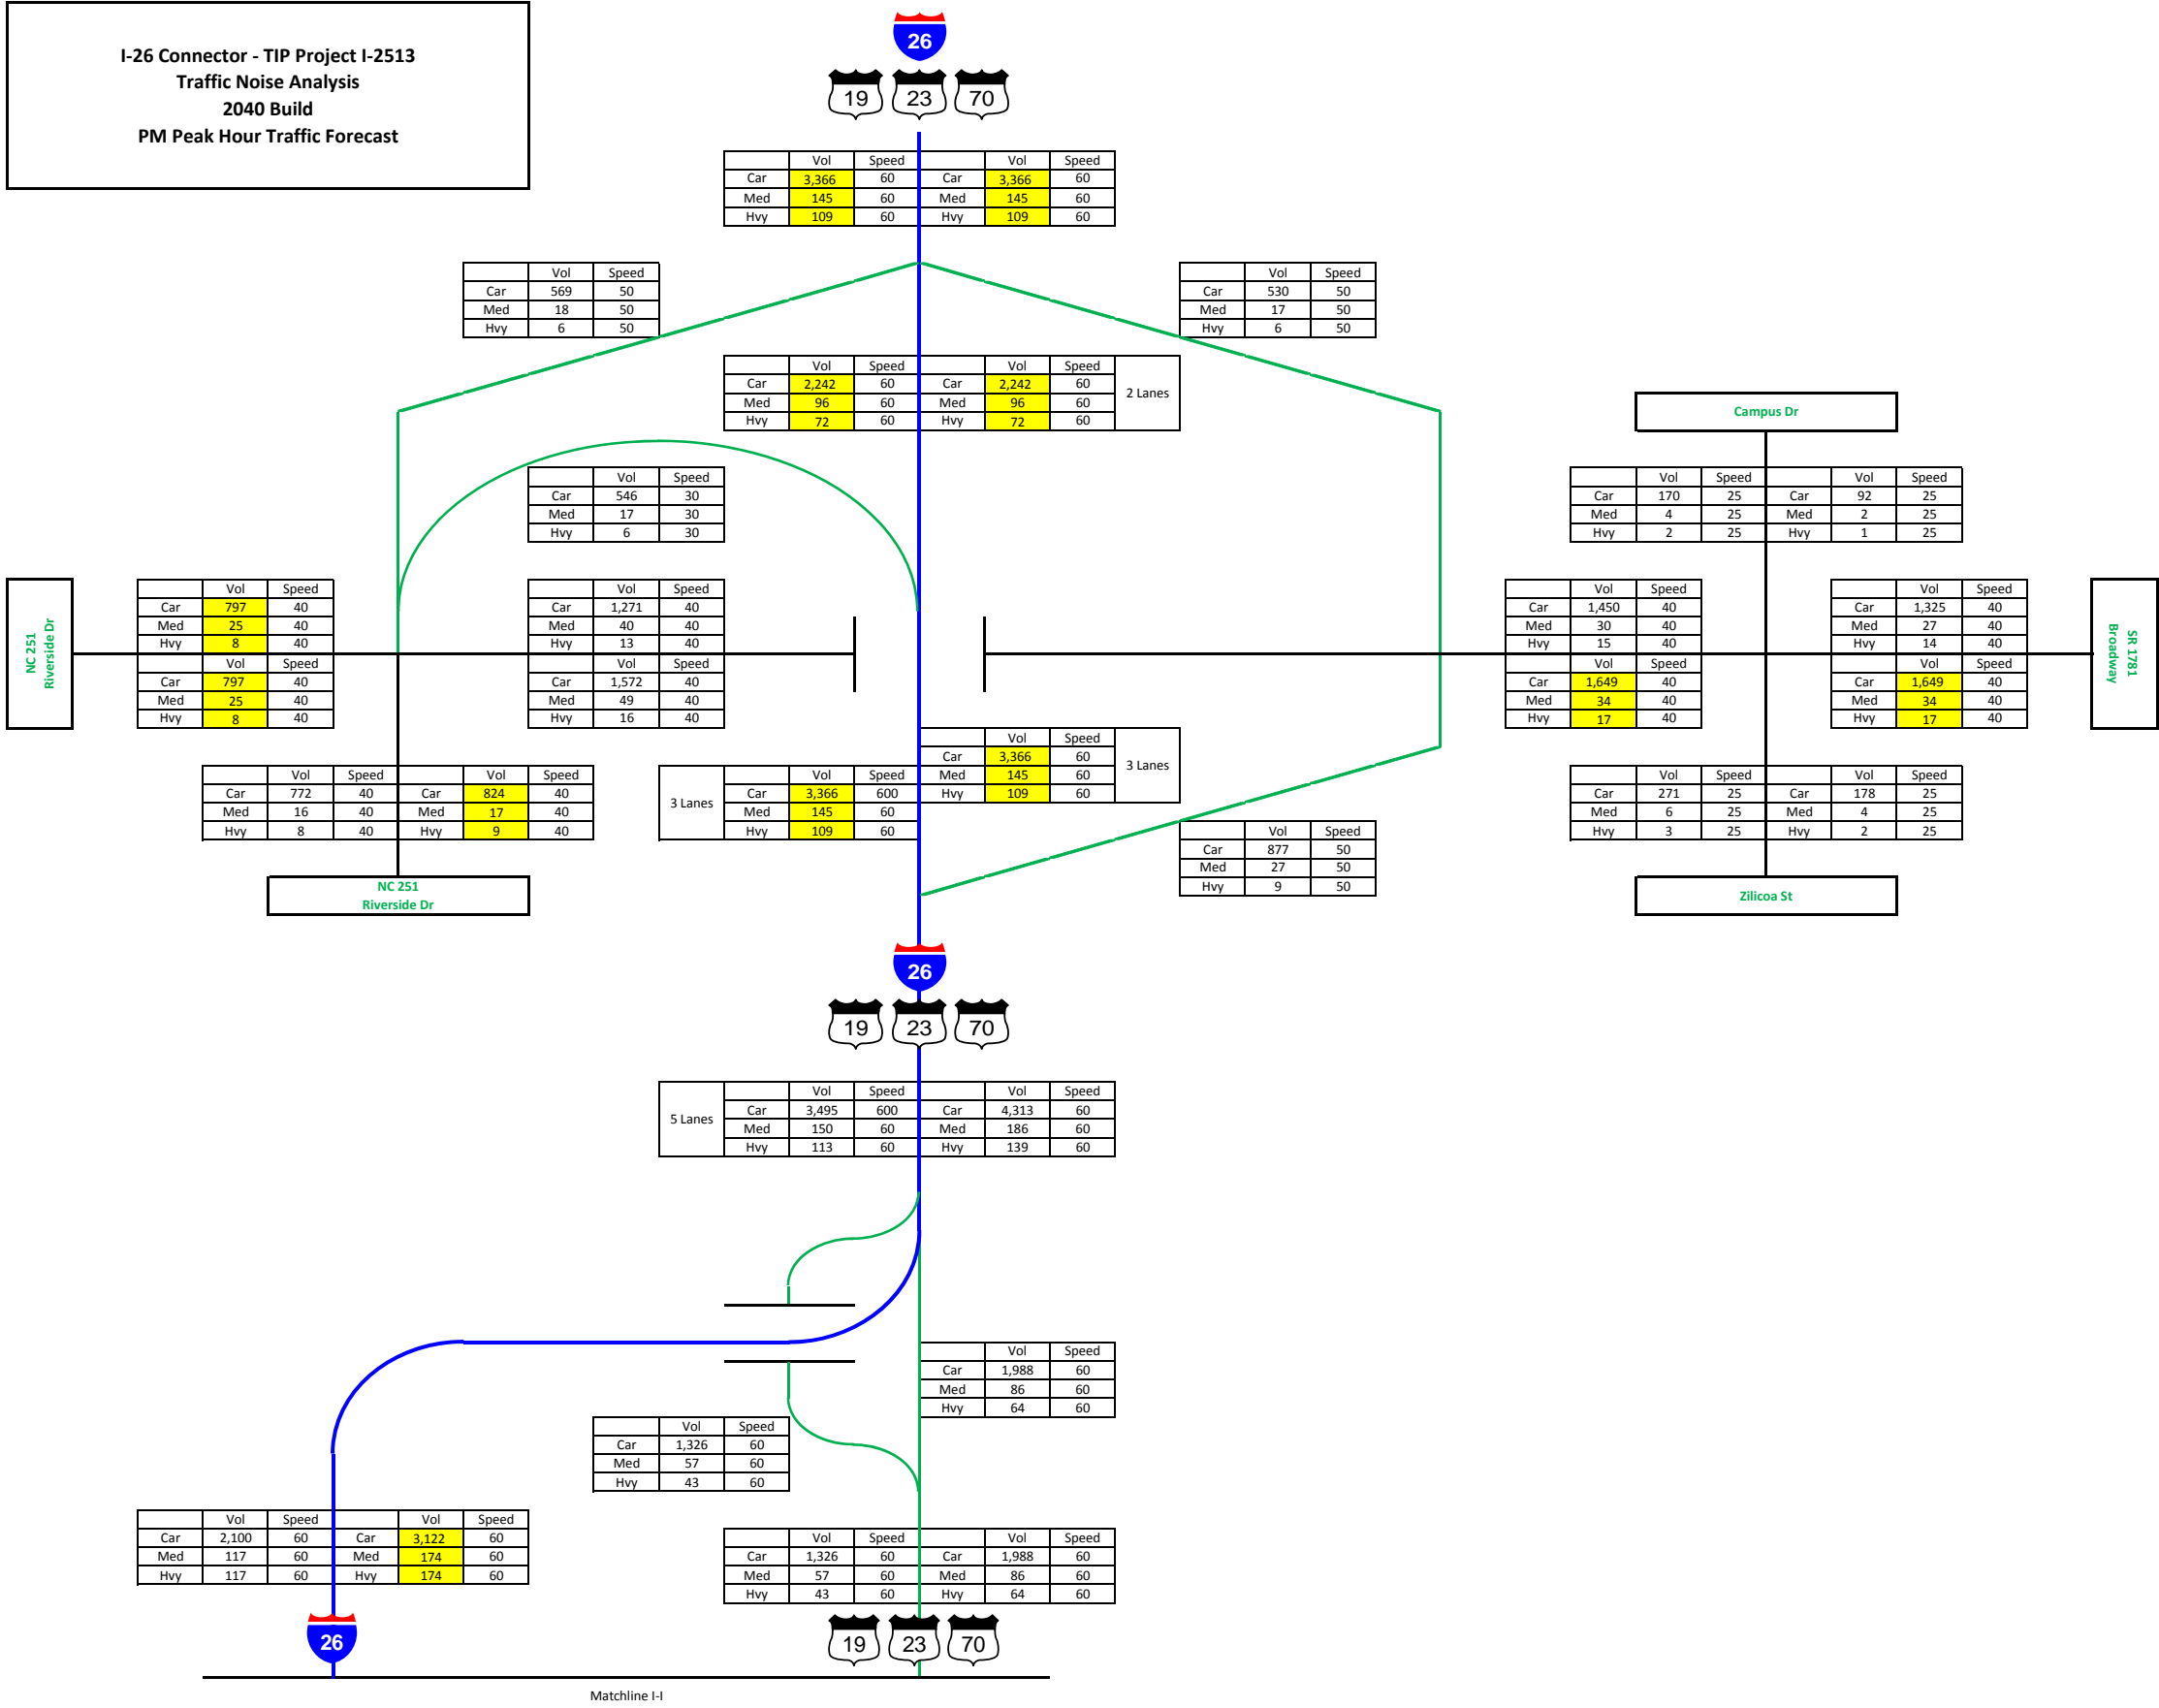 I-26 Connector - TIP Project I-2513
Traffic Noise Analysis
2040 Build
PM Peak Hour Traffic Forecast
26
19 23 70
Vol Speed Vol Speed
Car 3,366 60 Car 3,366 60
Med 145 60 Med 145 60
Hvy 109 60 Hvy 109 60
Vol Speed
Car 569 50
Med 18 50
Hvy 6 50
Vol Speed
Car 530 50
Med 17 50
Hvy 6 50
Vol Speed Vol Speed
Car 2,242 60 Car 2,242 60
Med 96 60 Med 96 60
Hvy 72 60 Hvy 72 60
2 Lanes
Campus Dr
Vol Speed
Car 546 30
Med 17 30
Hvy 6 30
Vol Speed Vol Speed
Car 170 25 Car 92 25
Med 4 25 Med 2 25
Hvy 2 25 Hvy 1 25
NC 251
Riverside Dr
Vol Speed
Car 797 40
Med 25 40
Hvy 8 40
Vol Speed
Car 797 40
Med 25 40
Hvy 8 40
Vol Speed
Car 1,271 40
Med 40 40
Hvy 13 40
Vol Speed
Car 1,572 40
Med 49 40
Hvy 16 40
Vol Speed
Car 1,450 40
Med 30 40
Hvy 15 40
Vol Speed
Car 1,649 40
Med 34 40
Hvy 17 40
Vol Speed
Car 1,325 40
Med 27 40
Hvy 14 40
Vol Speed
Car 1,649 40
Med 34 40
Hvy 17 40
SR 1781
Broadway
Vol Speed
Car 3,366 60
Med 145 60
Hvy 109 60
3 Lanes
Vol Speed Vol Speed
Car 772 40 Car 824 40
Med 16 40 Med 17 40
Hvy 8 40 Hvy 9 40
3 Lanes
Vol Speed
Car 3,366 600
Med 145 60
Hvy 109 60
Vol Speed Vol Speed
Car 271 25 Car 178 25
Med 6 25 Med 4 25
Hvy 3 25 Hvy 2 25
Vol Speed
Car 877 50
Med 27 50
Hvy 9 50
NC 251
Riverside Dr
Zilicoa St
26
19 23 70
5 Lanes
Vol Speed Vol Speed
Car 3,495 600 Car 4,313 60
Med 150 60 Med 186 60
Hvy 113 60 Hvy 139 60
Vol Speed
Car 1,988 60
Med 86 60
Hvy 64 60
Vol Speed
Car 1,326 60
Med 57 60
Hvy 43 60
Vol Speed Vol Speed
Car 2,100 60 Car 3,122 60
Med 117 60 Med 174 60
Hvy 117 60 Hvy 174 60
Vol Speed Vol Speed
Car 1,326 60 Car 1,988 60
Med 57 60 Med 86 60
Hvy 43 60 Hvy 64 60
26
19 23 70
Matchline I-I